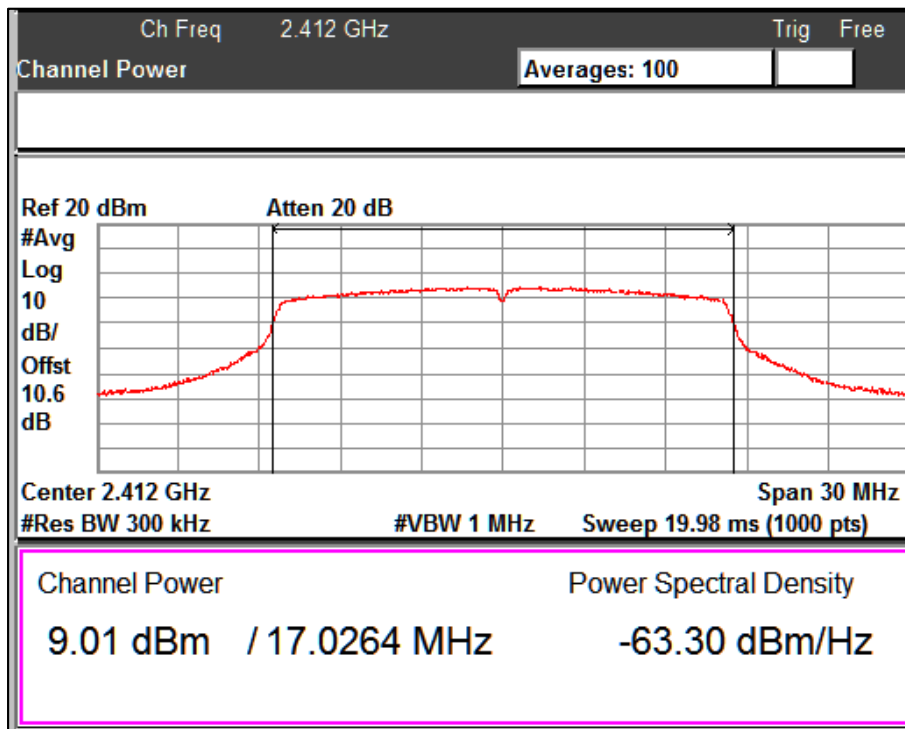 Ch Freq 2.412 GHz Trig Free
Channel Power Averages: 100
Ref 20 dBm Atten 20 dB
#Avg
Log
10
dB/
Offst
10.6
dB
Center 2.412 GHz Span 30 MHz
#Res BW 300 kHz #VBW 1 MHz Sweep 19.98 ms (1000 pts)
Channel Power Power Spectral Density
9.01 dBm / 17.0264 MHz -63.30 dBm/Hz